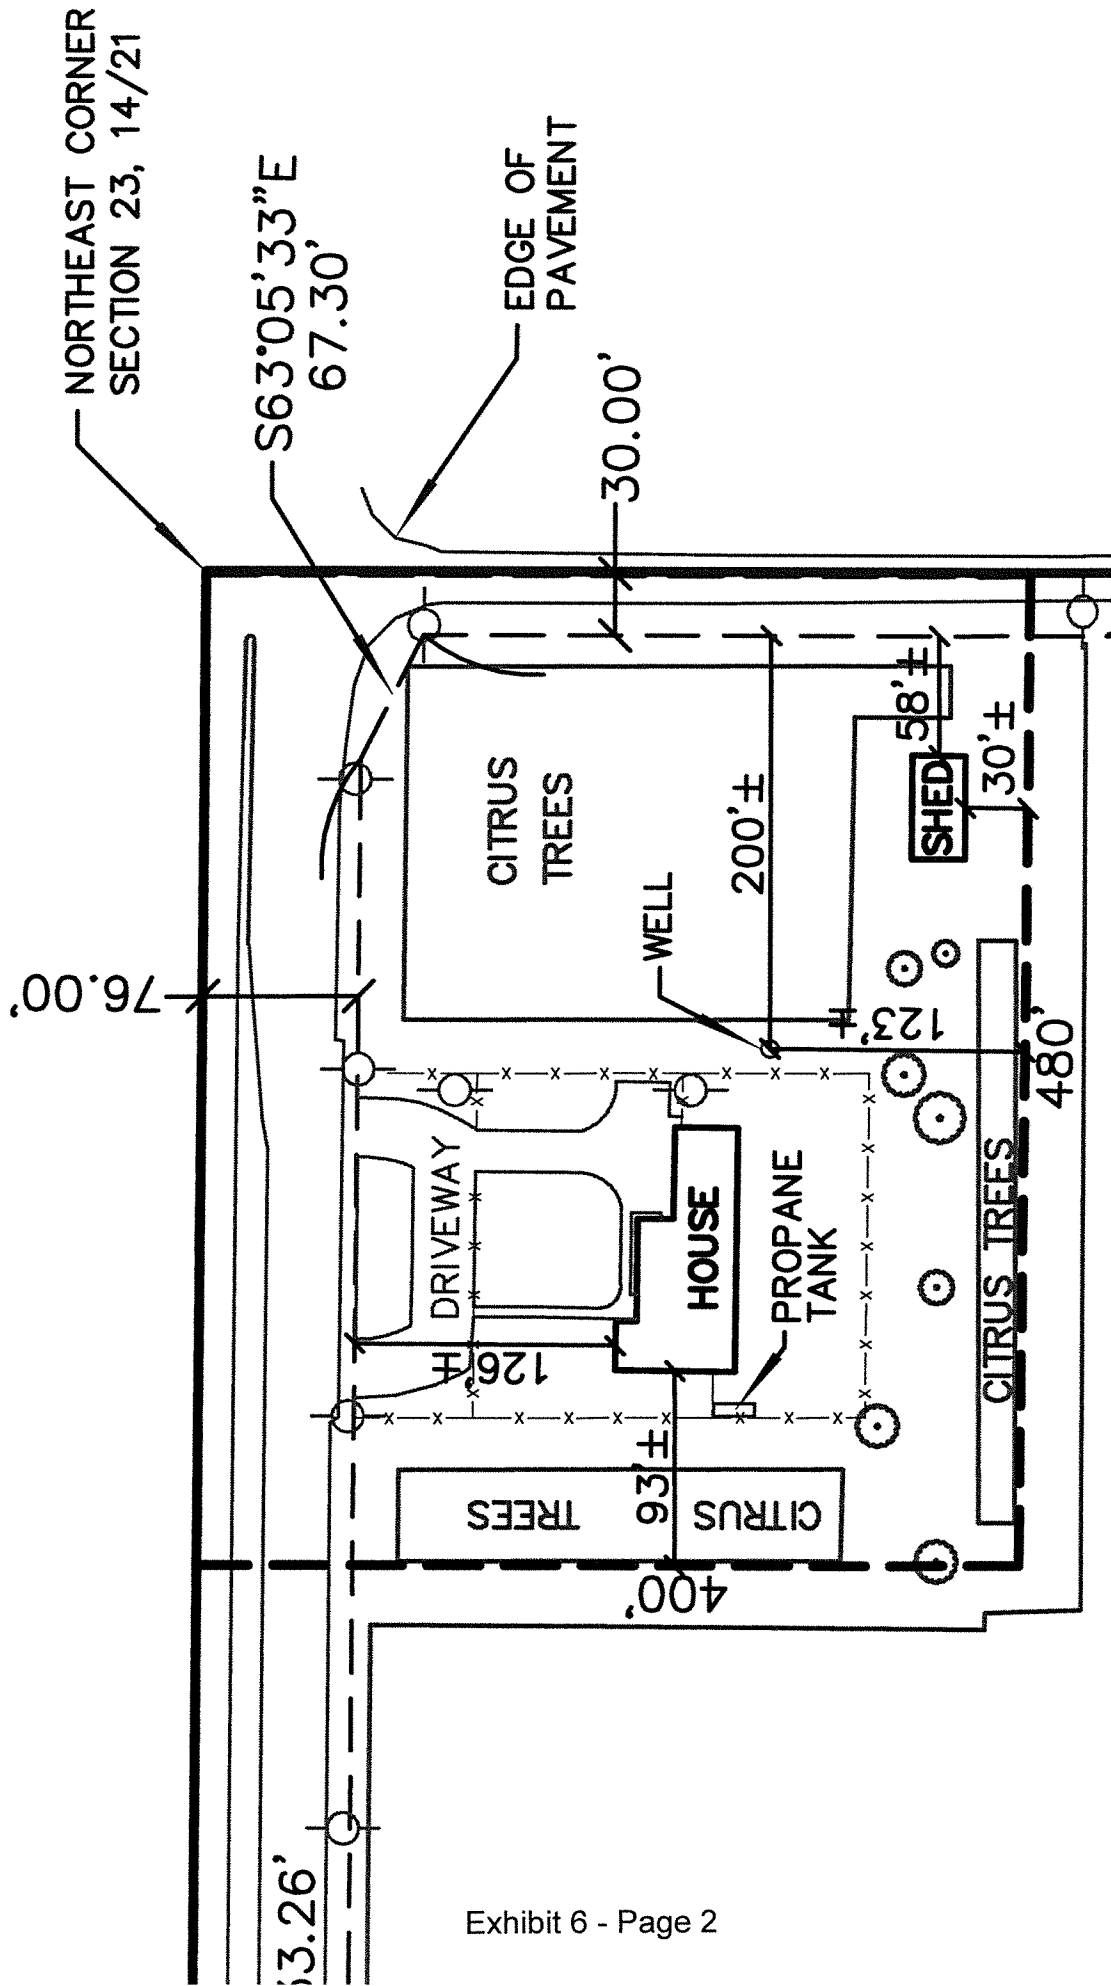 NORTHEAST CORNER
SECTION 23, 14/21
S63°05'33"E
67.30'
EDGE OF
PAVEMENT
30.00'
76.00'
CITRUS
TREES
WELL
200'±
58'±
SHED
30'±
123'±
480'
DRIVEWAY
HOUSE
PROPANE
TANK
126'±
93'±
CITRUS TREES
CITRUS TREES
400'
53.26'
Exhibit 6 - Page 2